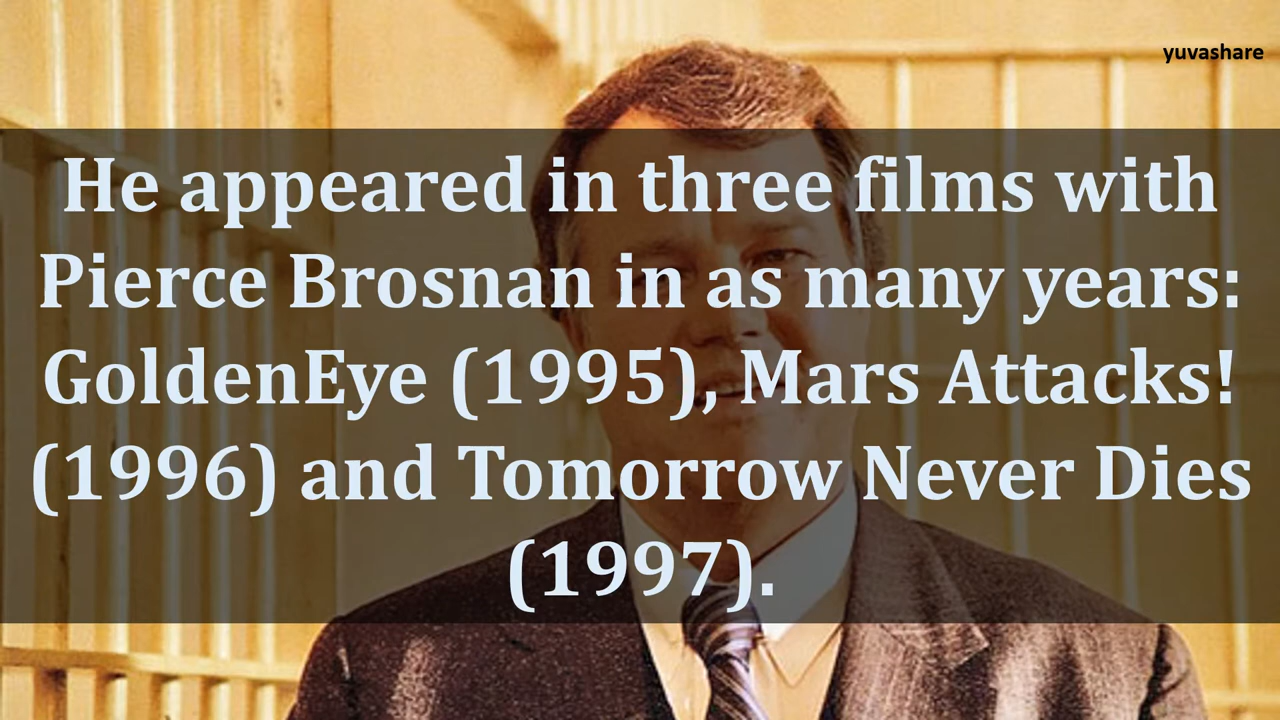 yuvashare
He appeared in three films with
Pierce Brosnan in as many years:
GoldenEye (1995), Mars Attacks!
(1996) and Tomorrow Never Dies
(1997).